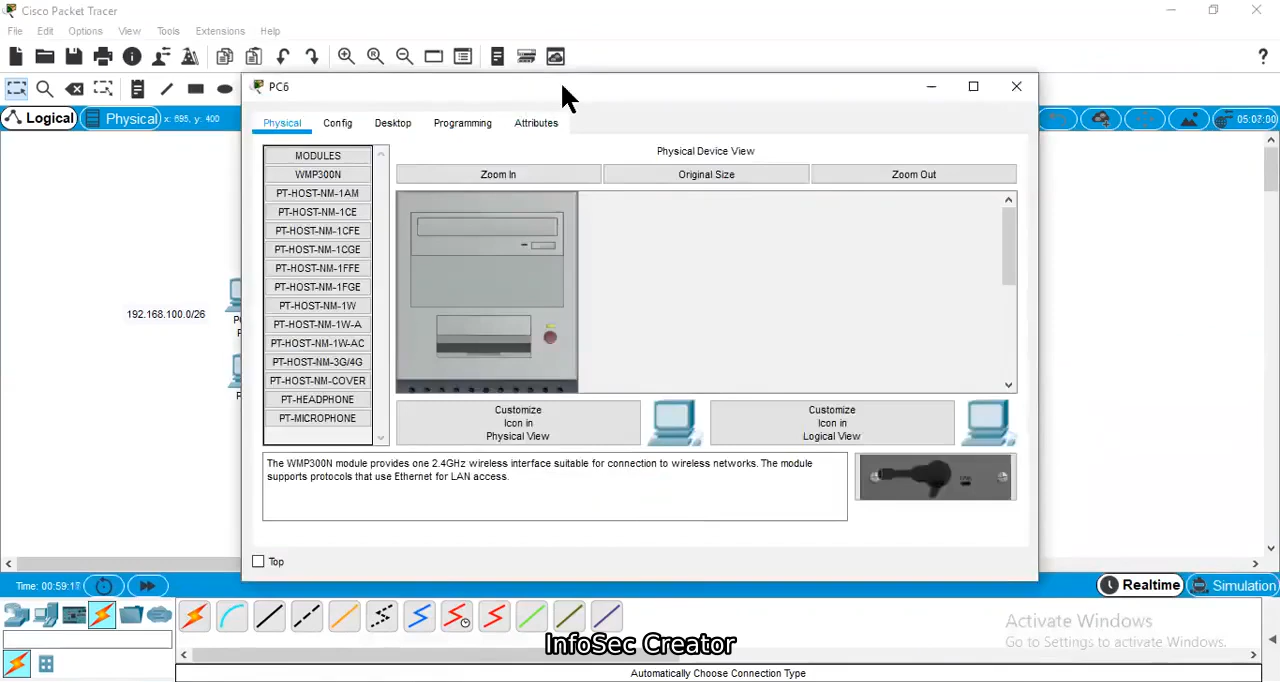 Cisco Packet Tracer
File Edit Options View Tools Extensions Help
?
PC6
Logical
Physical x: 695, y: 400
05:07:00
Physical Config Desktop Programming Attributes
MODULES
WMP300N
PT-HOST-NM-1AM
PT-HOST-NM-1CE
PT-HOST-NM-1CFE
PT-HOST-NM-1CGE
PT-HOST-NM-1FFE
PT-HOST-NM-1FGE
PT-HOST-NM-1W
PT-HOST-NM-1W-A
PT-HOST-NM-1W-AC
PT-HOST-NM-3G/4G
PT-HOST-NM-COVER
PT-HEADPHONE
PT-MICROPHONE
Physical Device View
Zoom In
Original Size
Zoom Out
192.168.100.0/26
Customize
Icon in
Physical View
Customize
Icon in
Logical View
The WMP300N module provides one 2.4GHz wireless interface suitable for connection to wireless networks. The module
supports protocols that use Ethernet for LAN access.
Top
Realtime
Simulation
Activate Windows
Go to Settings to activate Windows.
InfoSec Creator
Automatically Choose Connection Type